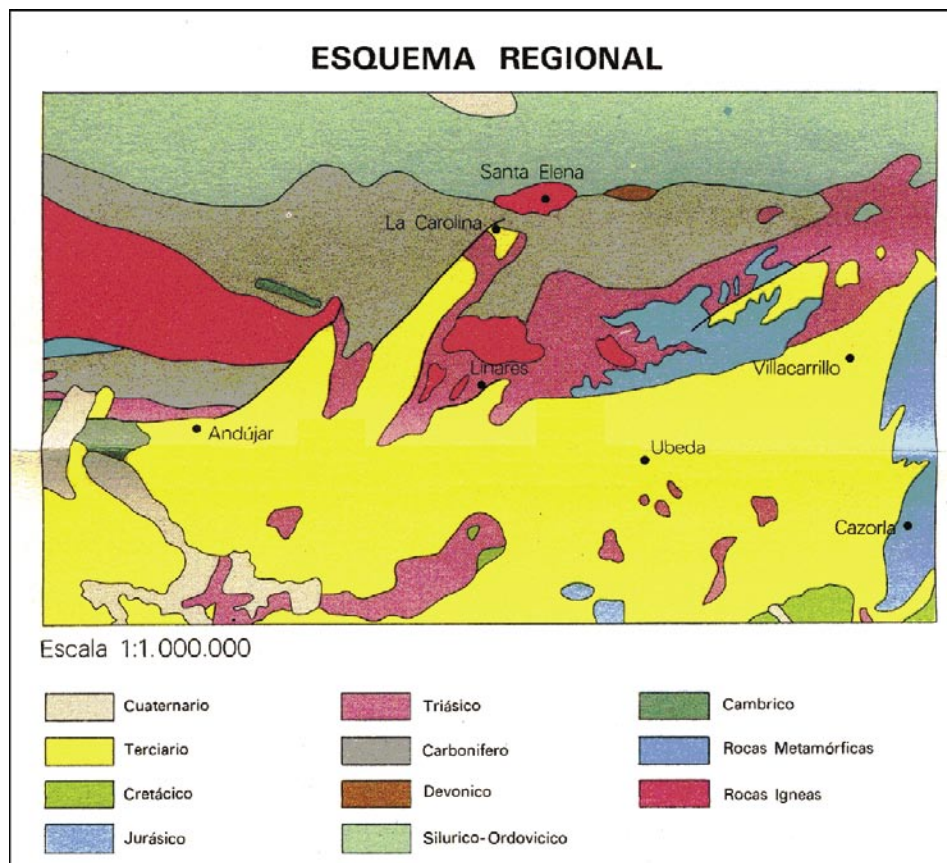 ESQUEMA REGIONAL
Santa Elena
La Carolina
Linares
Villacarrillo
Andújar
Ubeda
Cazorla
Escala 1:1.000.000
Cuaternario
Terciario
Cretácico
Jurásico
Triásico
Carbonifero
Devonico
Silurico-Ordovicico
Cambrico
Rocas Metamórficas
Rocas Igneas